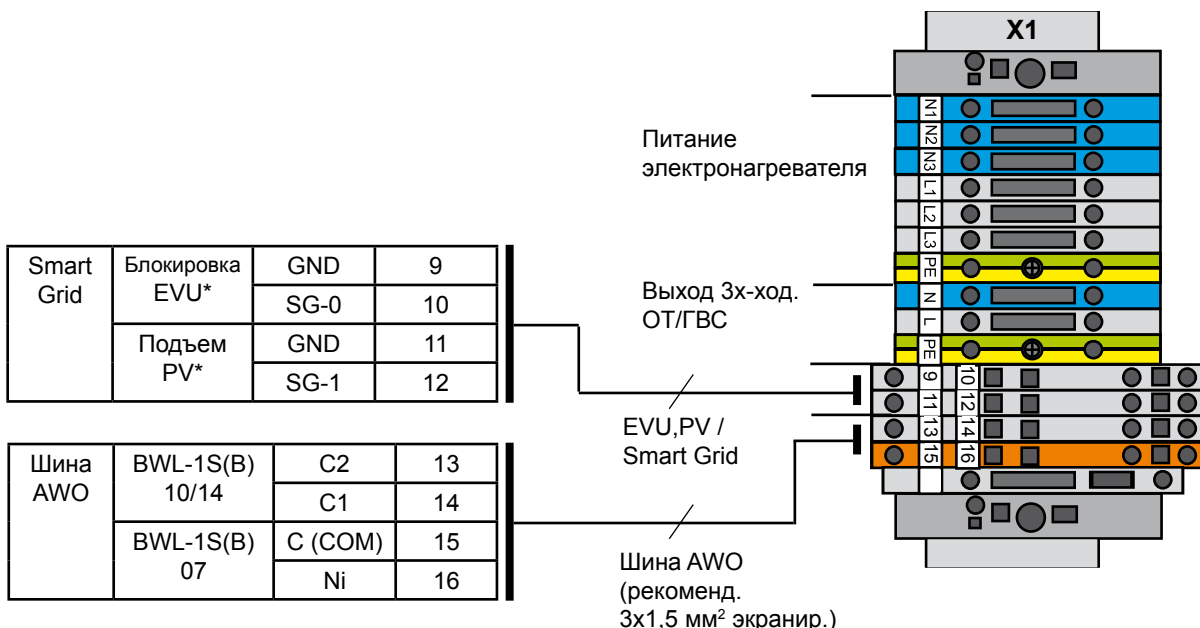 X1
N1
N2
N3
L1
L2
L3
PE
N
L
PE
9 10
11 12
13 14
15 16
Питание
электронагревателя
Выход 3х-ход.
ОТ/ГВС
EVU,PV /
Smart Grid
Шина AWO
(рекоменд.
3x1,5 мм² экранир.)
Smart Grid
Блокировка EVU*
GND 9
SG-0 10
Подъем PV*
GND 11
SG-1 12
Шина AWO
BWL-1S(B) 10/14
C2 13
C1 14
BWL-1S(B) 07
C (COM) 15
Ni 16